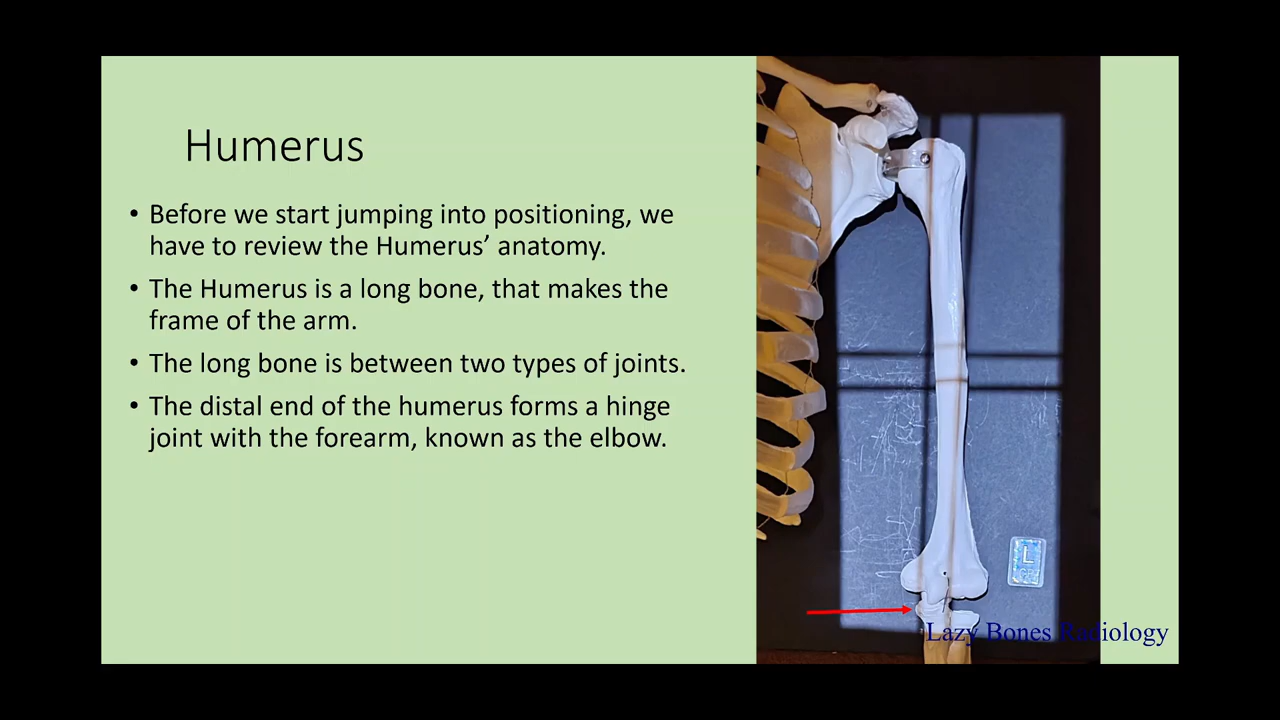 Humerus
• Before we start jumping into positioning, we
have to review the Humerus’ anatomy.
• The Humerus is a long bone, that makes the
frame of the arm.
• The long bone is between two types of joints.
• The distal end of the humerus forms a hinge
joint with the forearm, known as the elbow.
L
Lazy Bones Radiology